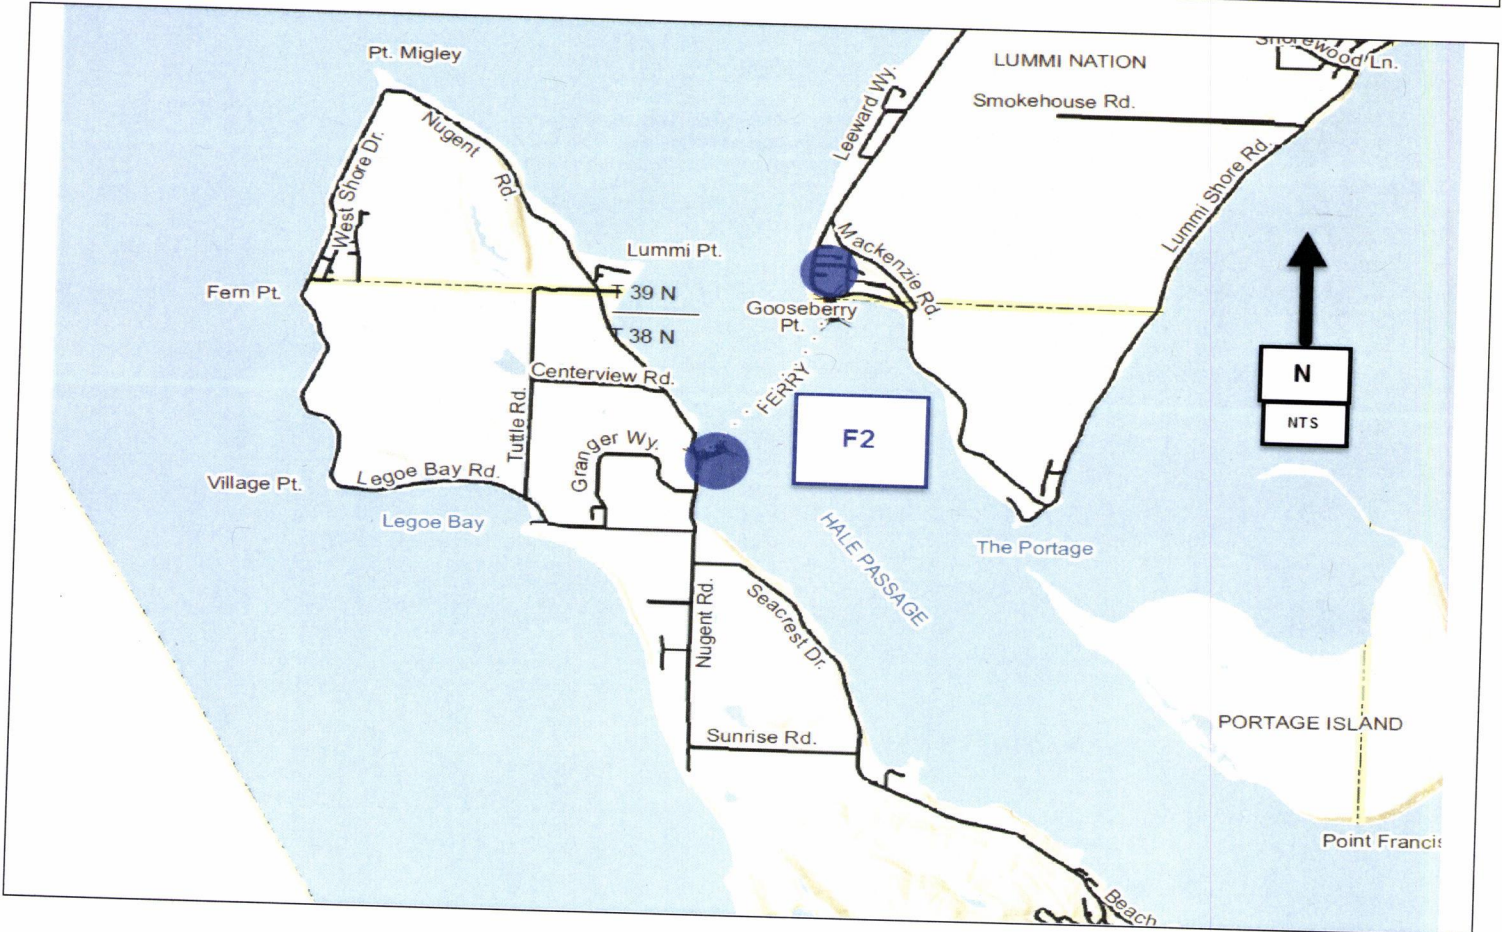 Pt. Migley
LUMMI NATION
Shorewood Ln.
Smokehouse Rd.
Leeward Wy.
Nugent
Rd.
West Shore Dr.
Lummi Shore Rd.
Mackenzie Rd.
Lummi Pt.
Fern Pt.
T 39 N
T 38 N
Gooseberry
Pt.
FERRY
N
NTS
Centerview Rd.
Tuttle Rd.
F2
Granger Wy.
Village Pt.
Legoe Bay Rd.
Legoe Bay
HALE PASSAGE
The Portage
Nugent Rd.
Seacrest Dr.
PORTAGE ISLAND
Sunrise Rd.
Point Francis
Beach